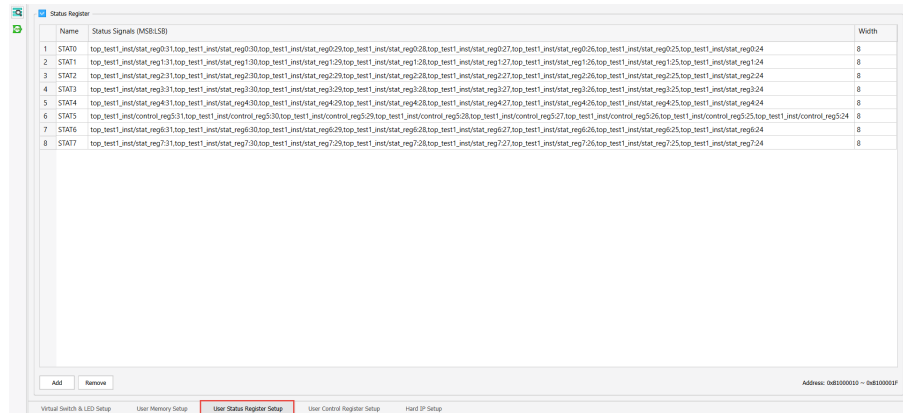 Status Register
Name Status Signals (MSB:LSB) Width
1 STAT0 top_test1_inst/stat_reg0:31,top_test1_inst/stat_reg0:30,top_test1_inst/stat_reg0:29,top_test1_inst/stat_reg0:28,top_test1_inst/stat_reg0:27,top_test1_inst/stat_reg0:26,top_test1_inst/stat_reg0:25,top_test1_inst/stat_reg0:24 8
2 STAT1 top_test1_inst/stat_reg1:31,top_test1_inst/stat_reg1:30,top_test1_inst/stat_reg1:29,top_test1_inst/stat_reg1:28,top_test1_inst/stat_reg1:27,top_test1_inst/stat_reg1:26,top_test1_inst/stat_reg1:25,top_test1_inst/stat_reg1:24 8
3 STAT2 top_test1_inst/stat_reg2:31,top_test1_inst/stat_reg2:30,top_test1_inst/stat_reg2:29,top_test1_inst/stat_reg2:28,top_test1_inst/stat_reg2:27,top_test1_inst/stat_reg2:26,top_test1_inst/stat_reg2:25,top_test1_inst/stat_reg2:24 8
4 STAT3 top_test1_inst/stat_reg3:31,top_test1_inst/stat_reg3:30,top_test1_inst/stat_reg3:29,top_test1_inst/stat_reg3:28,top_test1_inst/stat_reg3:27,top_test1_inst/stat_reg3:26,top_test1_inst/stat_reg3:25,top_test1_inst/stat_reg3:24 8
5 STAT4 top_test1_inst/stat_reg4:31,top_test1_inst/stat_reg4:30,top_test1_inst/stat_reg4:29,top_test1_inst/stat_reg4:28,top_test1_inst/stat_reg4:27,top_test1_inst/stat_reg4:26,top_test1_inst/stat_reg4:25,top_test1_inst/stat_reg4:24 8
6 STAT5 top_test1_inst/control_reg5:31,top_test1_inst/control_reg5:30,top_test1_inst/control_reg5:29,top_test1_inst/control_reg5:28,top_test1_inst/control_reg5:27,top_test1_inst/control_reg5:26,top_test1_inst/control_reg5:25,top_test1_inst/control_reg5:24 8
7 STAT6 top_test1_inst/stat_reg6:31,top_test1_inst/stat_reg6:30,top_test1_inst/stat_reg6:29,top_test1_inst/stat_reg6:28,top_test1_inst/stat_reg6:27,top_test1_inst/stat_reg6:26,top_test1_inst/stat_reg6:25,top_test1_inst/stat_reg6:24 8
8 STAT7 top_test1_inst/stat_reg7:31,top_test1_inst/stat_reg7:30,top_test1_inst/stat_reg7:29,top_test1_inst/stat_reg7:28,top_test1_inst/stat_reg7:27,top_test1_inst/stat_reg7:26,top_test1_inst/stat_reg7:25,top_test1_inst/stat_reg7:24 8
Add Remove Address: 0xB1000010 ~ 0xB100001F
Virtual Switch & LED Setup User Memory Setup User Status Register Setup User Control Register Setup Hard IP Setup